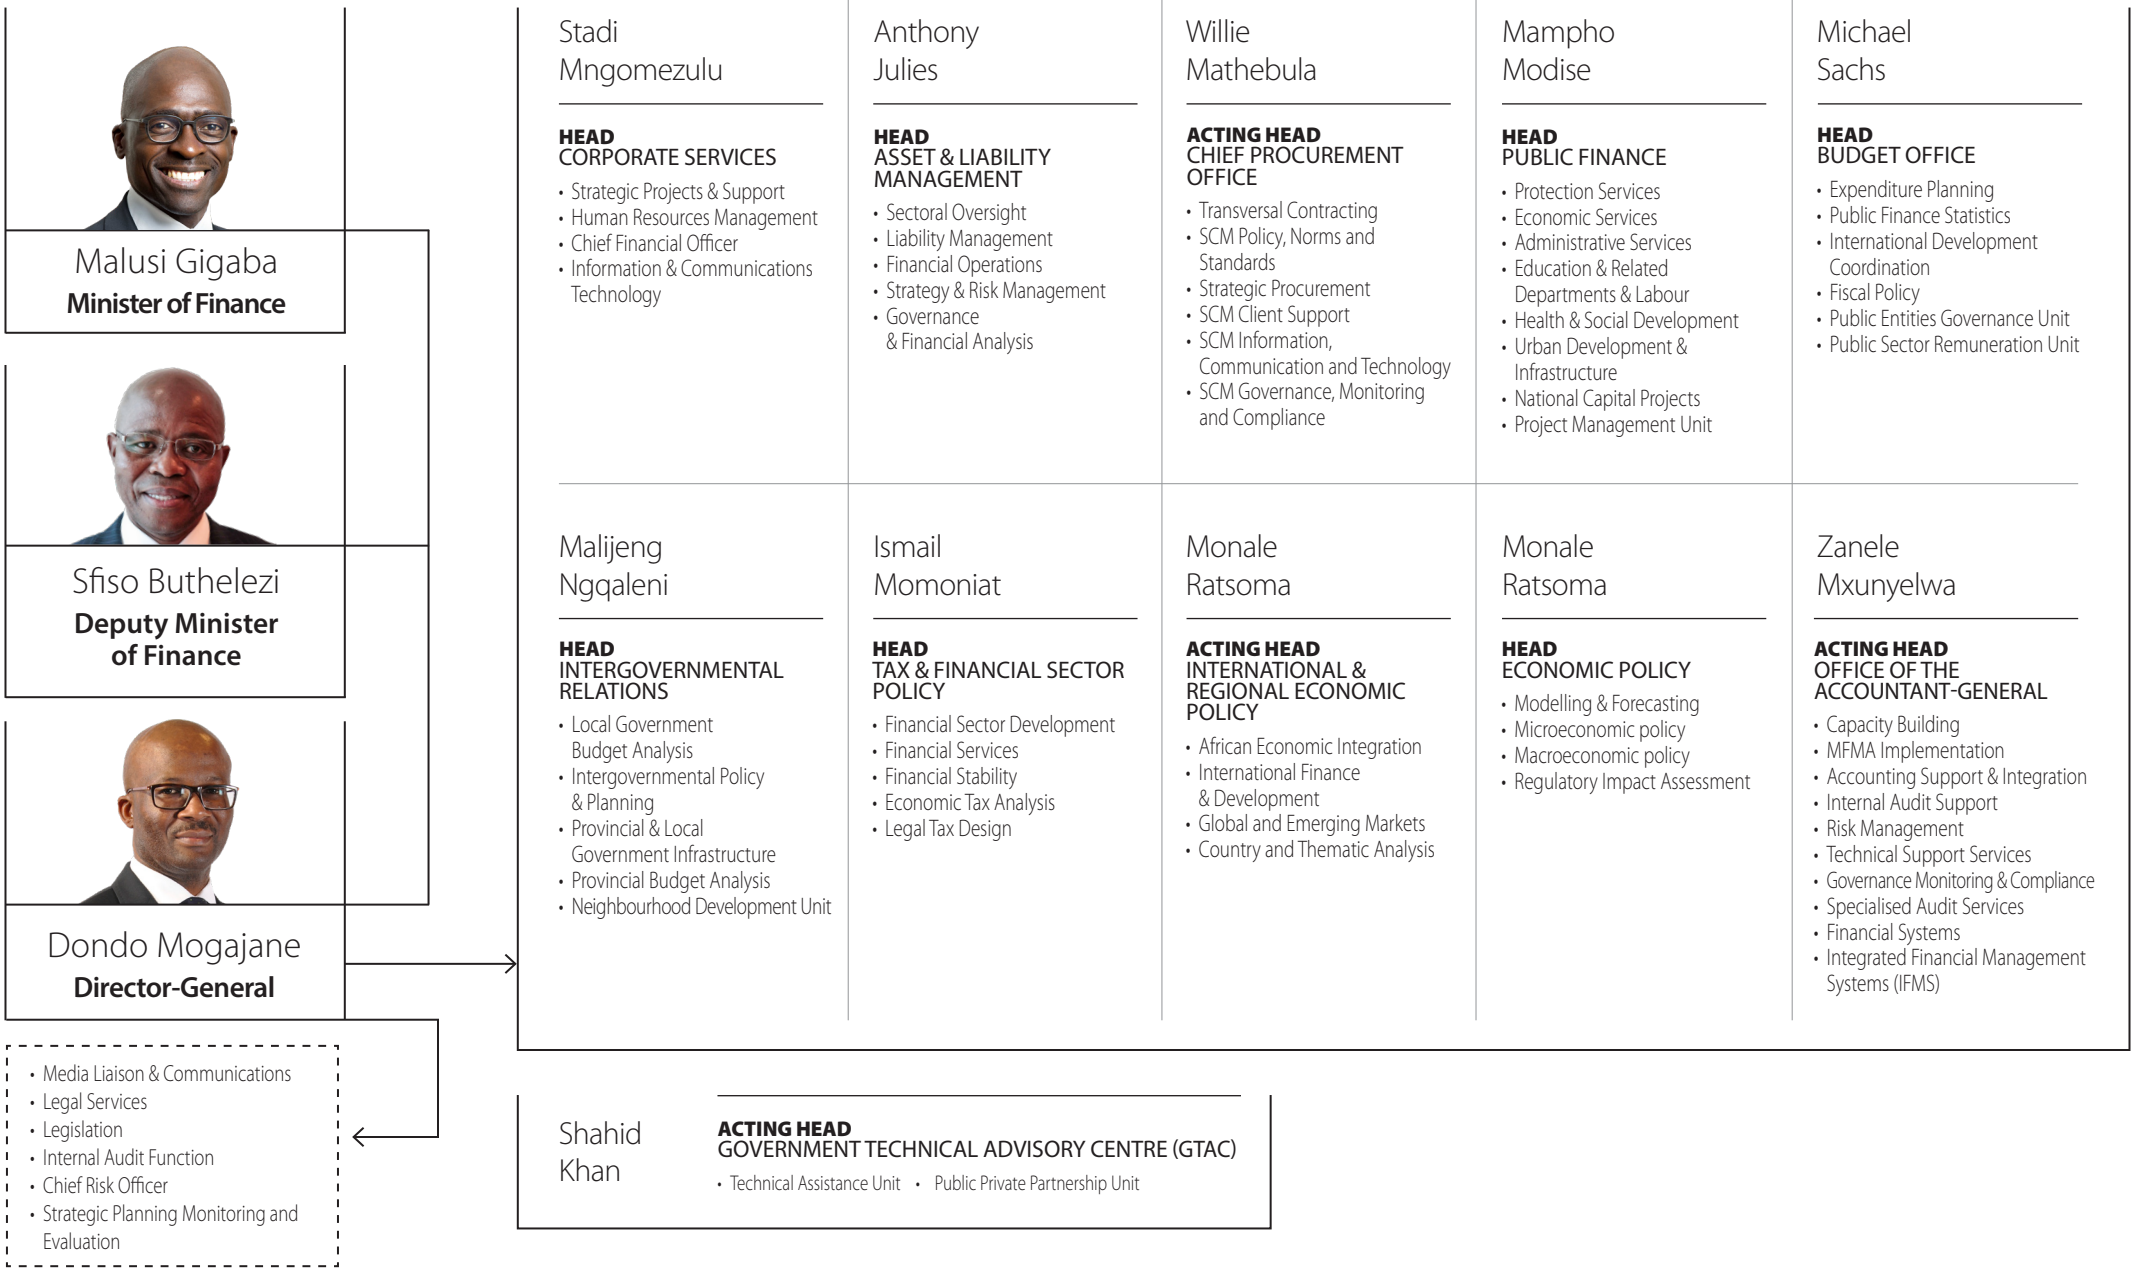 Malusi Gigaba
Minister of Finance
Sfiso Buthelezi
Deputy Minister
of Finance
Dondo Mogajane
Director-General
• Media Liaison & Communications
• Legal Services
• Legislation
• Internal Audit Function
• Chief Risk Officer
• Strategic Planning Monitoring and
Evaluation
Stadi
Mngomezulu
HEAD
CORPORATE SERVICES
• Strategic Projects & Support
• Human Resources Management
• Chief Financial Officer
• Information & Communications
Technology
Anthony
Julies
HEAD
ASSET & LIABILITY
MANAGEMENT
• Sectoral Oversight
• Liability Management
• Financial Operations
• Strategy & Risk Management
• Governance
& Financial Analysis
Willie
Mathebula
ACTING HEAD
CHIEF PROCUREMENT
OFFICE
• Transversal Contracting
• SCM Policy, Norms and
Standards
• Strategic Procurement
• SCM Client Support
• SCM Information,
Communication and Technology
• SCM Governance, Monitoring
and Compliance
Mampho
Modise
HEAD
PUBLIC FINANCE
• Protection Services
• Economic Services
• Administrative Services
• Education & Related
Departments & Labour
• Health & Social Development
• Urban Development &
Infrastructure
• National Capital Projects
• Project Management Unit
Michael
Sachs
HEAD
BUDGET OFFICE
• Expenditure Planning
• Public Finance Statistics
• International Development
Coordination
• Fiscal Policy
• Public Entities Governance Unit
• Public Sector Remuneration Unit
Malijeng
Ngqaleni
HEAD
INTERGOVERNMENTAL
RELATIONS
• Local Government
Budget Analysis
• Intergovernmental Policy
& Planning
• Provincial & Local
Government Infrastructure
• Provincial Budget Analysis
• Neighbourhood Development Unit
Ismail
Momoniat
HEAD
TAX & FINANCIAL SECTOR
POLICY
• Financial Sector Development
• Financial Services
• Financial Stability
• Economic Tax Analysis
• Legal Tax Design
Monale
Ratsoma
ACTING HEAD
INTERNATIONAL &
REGIONAL ECONOMIC
POLICY
• African Economic Integration
• International Finance
& Development
• Global and Emerging Markets
• Country and Thematic Analysis
Monale
Ratsoma
HEAD
ECONOMIC POLICY
• Modelling & Forecasting
• Microeconomic policy
• Macroeconomic policy
• Regulatory Impact Assessment
Zanele
Mxunyelwa
ACTING HEAD
OFFICE OF THE
ACCOUNTANT-GENERAL
• Capacity Building
• MFMA Implementation
• Accounting Support & Integration
• Internal Audit Support
• Risk Management
• Technical Support Services
• Governance Monitoring & Compliance
• Specialised Audit Services
• Financial Systems
• Integrated Financial Management
Systems (IFMS)
Shahid
Khan
ACTING HEAD
GOVERNMENT TECHNICAL ADVISORY CENTRE (GTAC)
• Technical Assistance Unit • Public Private Partnership Unit